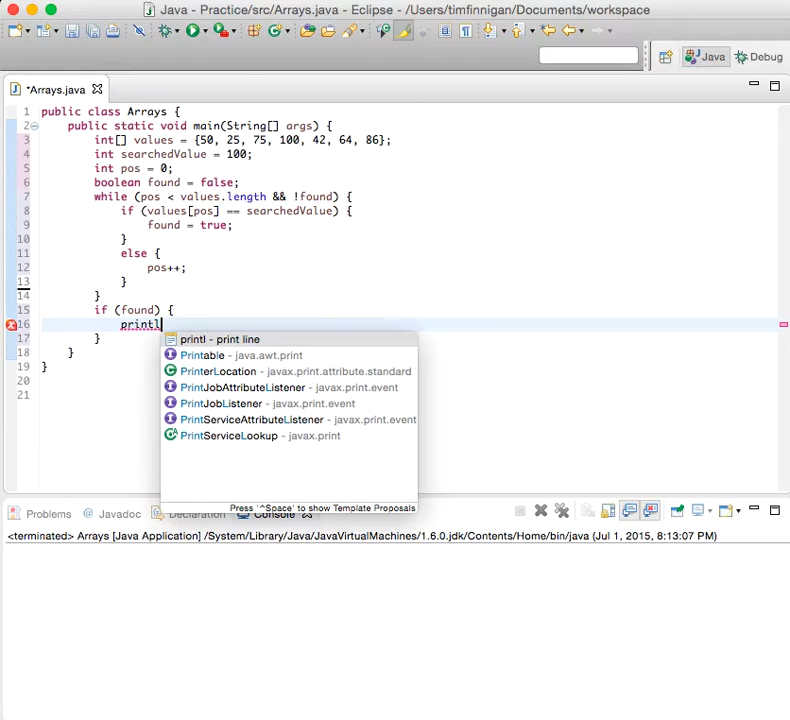 Java - Practice/src/Arrays.java - Eclipse - /Users/timfinnigan/Documents/workspace
Java Debug
*Arrays.java
1 public class Arrays {
2 public static void main(String[] args) {
3 int[] values = {50, 25, 75, 100, 42, 64, 86};
4 int searchedValue = 100;
5 int pos = 0;
6 boolean found = false;
7 while (pos < values.length && !found) {
8 if (values[pos] == searchedValue) {
9 found = true;
10 }
11 else {
12 pos++;
13 }
14 }
15 if (found) {
16 printl
17 }
18 }
19 }
20
21
printl - print line
Printable - java.awt.print
PrinterLocation - javax.print.attribute.standard
PrintJobAttributeListener - javax.print.event
PrintJobListener - javax.print.event
PrintServiceAttributeListener - javax.print.event
PrintServiceLookup - javax.print
Press '^Space' to show Template Proposals
Problems @ Javadoc Declaration Console
<terminated> Arrays [Java Application] /System/Library/Java/JavaVirtualMachines/1.6.0.jdk/Contents/Home/bin/java (Jul 1, 2015, 8:13:07 PM)